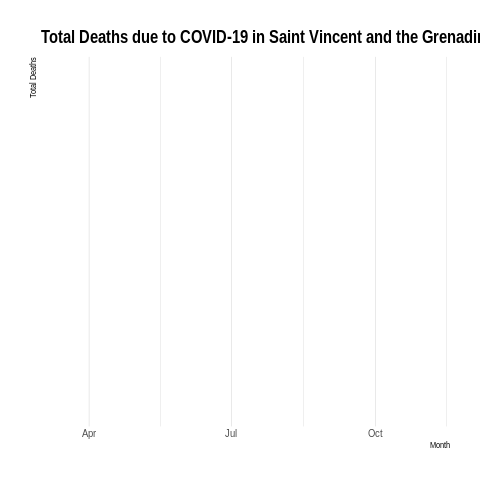 Total Deaths due to COVID-19 in Saint Vincent and the Grenadin
Total Deaths
Apr Jul Oct
Month